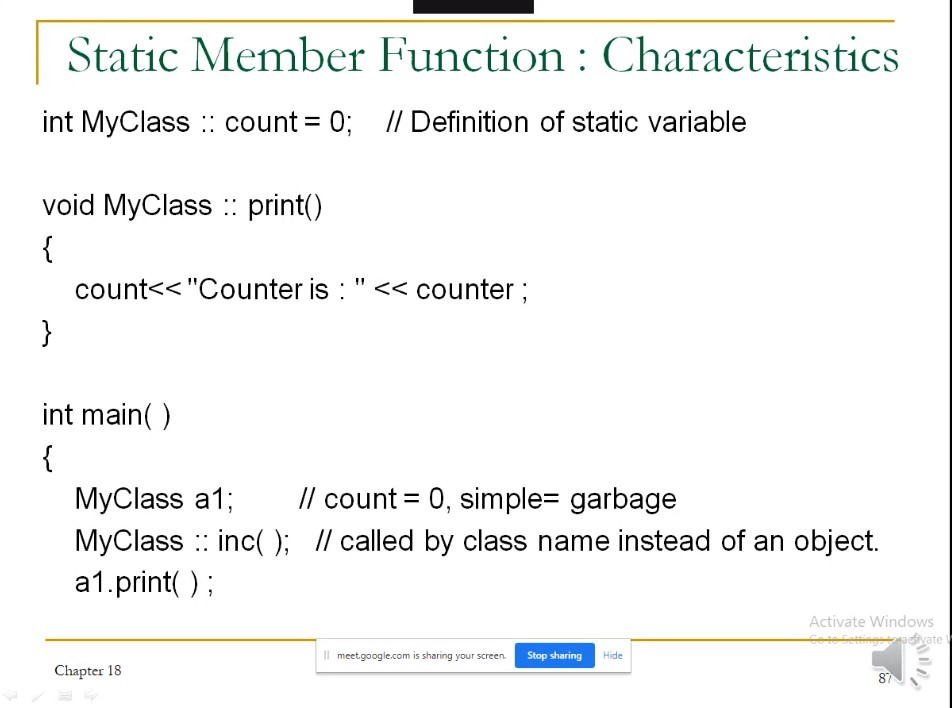 Static Member Function : Characteristics
int MyClass :: count = 0; // Definition of static variable
void MyClass :: print()
{
count<< "Counter is : " << counter ;
}
int main( )
{
MyClass a1; // count = 0, simple= garbage
MyClass :: inc( ); // called by class name instead of an object.
a1.print( ) ;
Activate Windows
Go to Settings to activate
meet.google.com is sharing your screen. Stop sharing Hide
Chapter 18
87